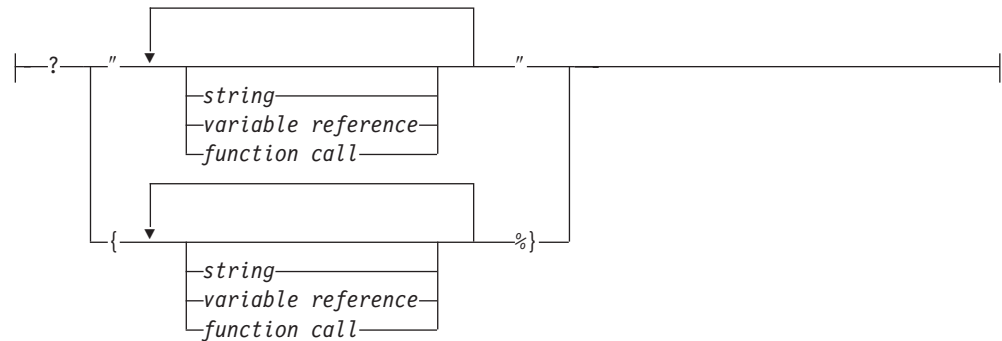 ? " "
string
variable reference
function call
{ %}
string
variable reference
function call